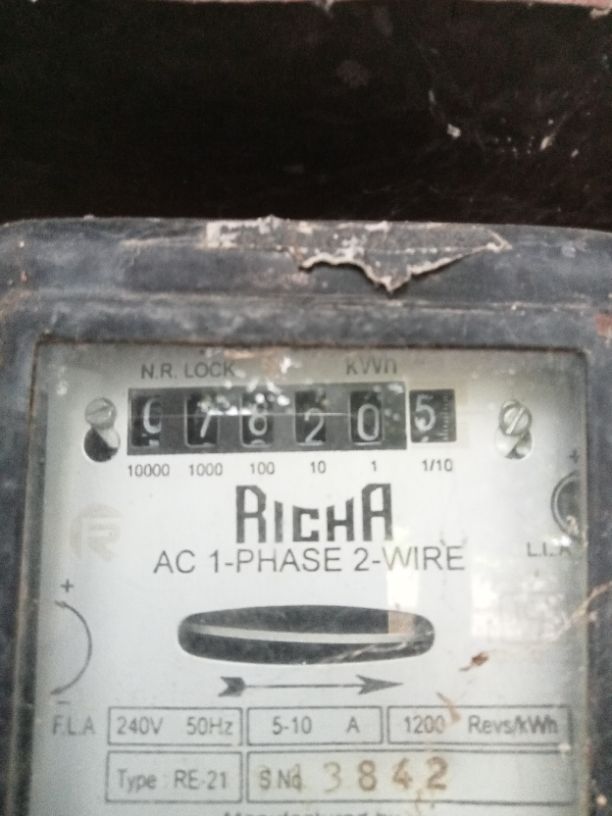 N.R. LOCK kWh
0 7 8 2 0 5
10000 1000 100 10 1 1/10
RICHA
AC 1-PHASE 2-WIRE
L.L.A
+
+
−
F.L.A 240V 50Hz 5-10 A 1200 Revs/kWh
Type : RE-21 S.No. 3842